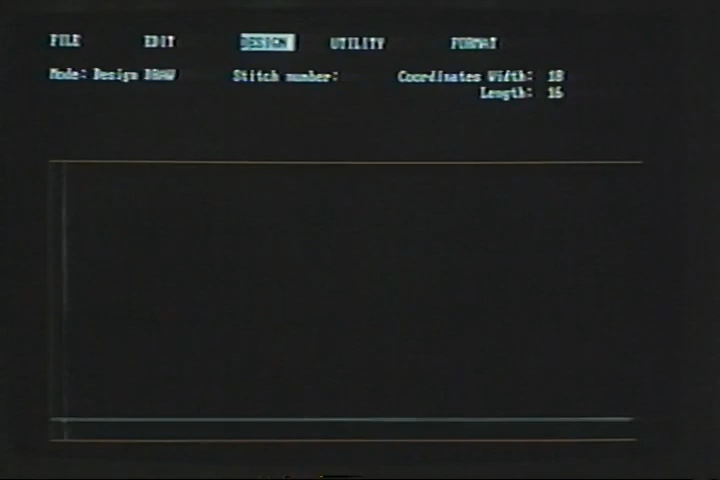 FILE EDIT DESIGN UTILITY FORMAT
Mode: Design DRAW Stitch number: Coordinates Width: 18
Length: 16